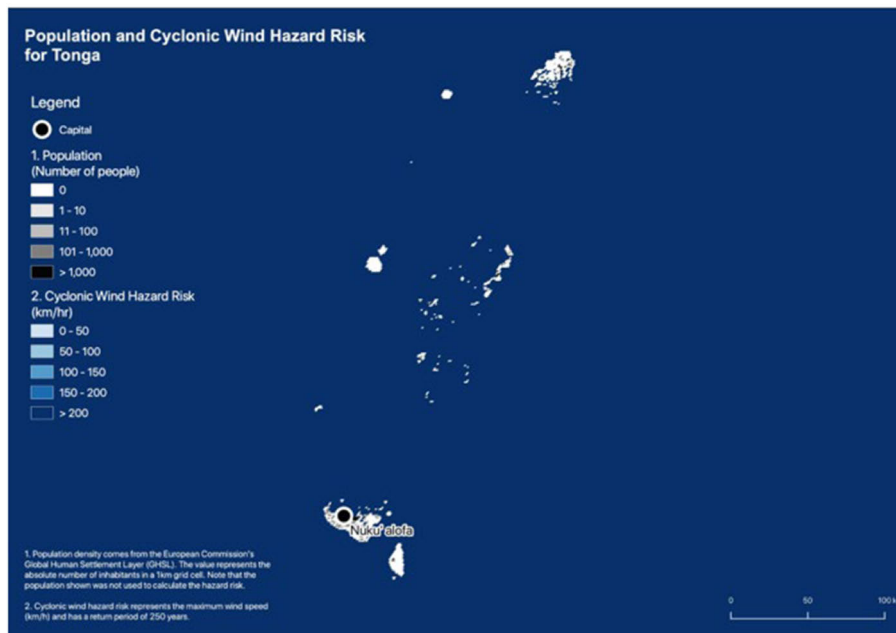 Population and Cyclonic Wind Hazard Risk
for Tonga
Legend
Capital
1. Population
(Number of people)
0
1 - 10
11 - 100
101 - 1,000
> 1,000
2. Cyclonic Wind Hazard Risk
(km/hr)
0 - 50
50 - 100
100 - 150
150 - 200
> 200
Nuku' alofa
1. Population density comes from the European Commission's
Global Human Settlement Layer (GHSL). The value represents the
absolute number of inhabitants in a 1km grid cell. Note that the
population shown was not used to calculate the hazard risk.
2. Cyclonic wind hazard risk represents the maximum wind speed
(km/h) and has a return period of 250 years.
0 50 100 k